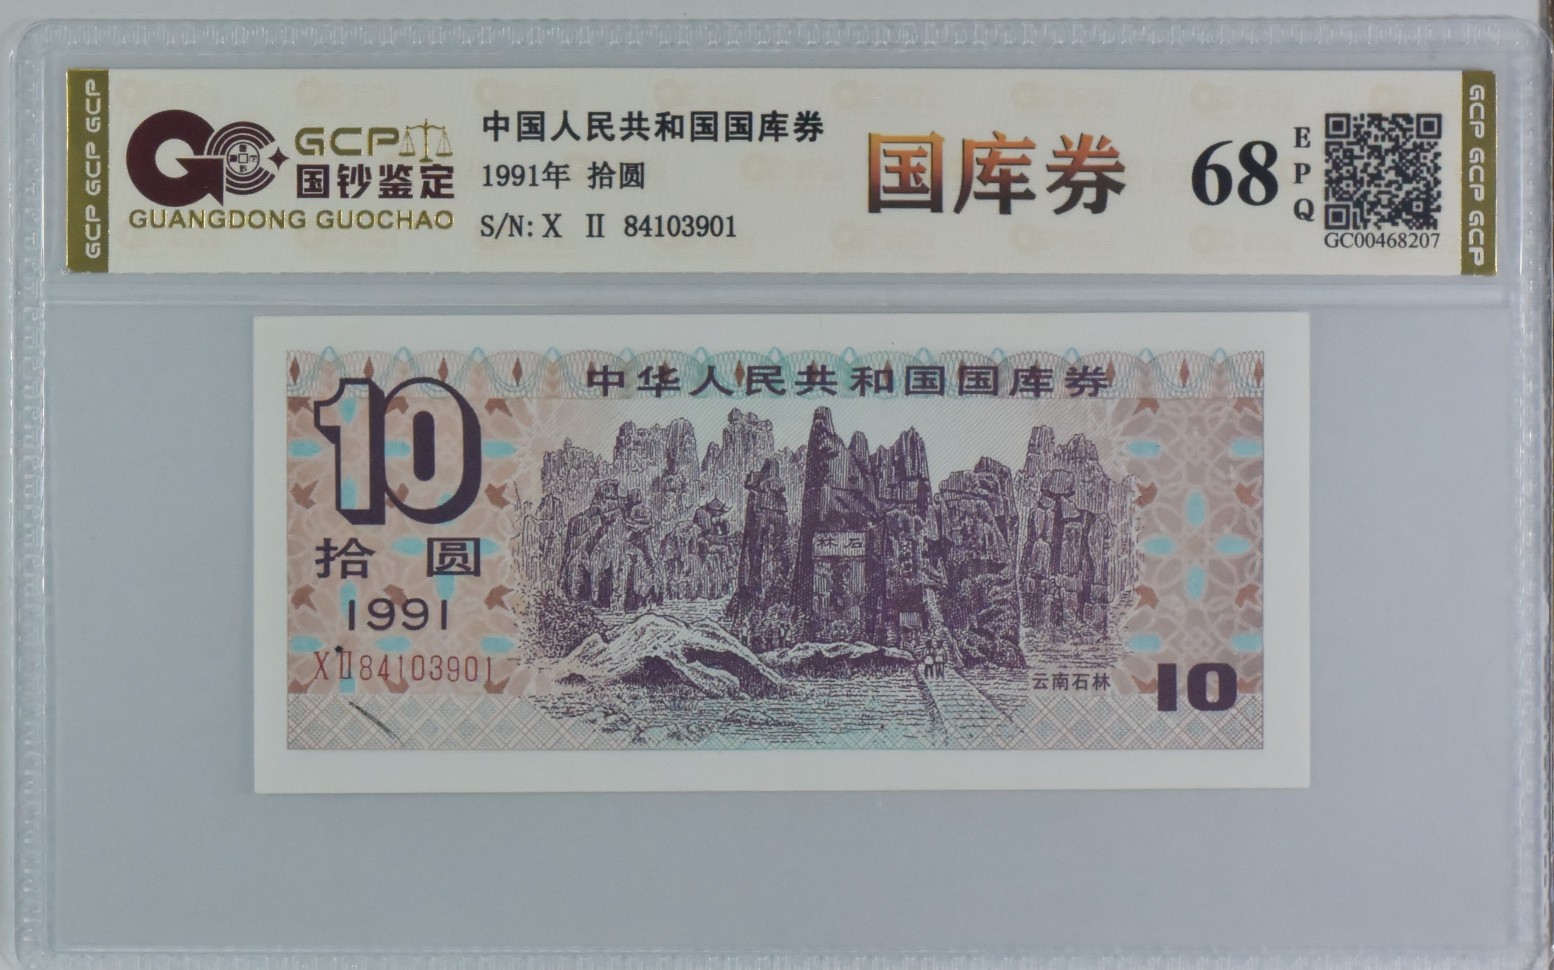 GCP
国钞鉴定
GUANGDONG GUOCHAO
中国人民共和国国库券
1991年 拾圆
S/N: X Ⅱ 84103901
国库券
68
EPQ
GC00468207
GCP GCP GCP
GCP GCP GCP
中华人民共和国国库券
10
拾圆
1991
XⅡ84103901
林石
云南石林
10